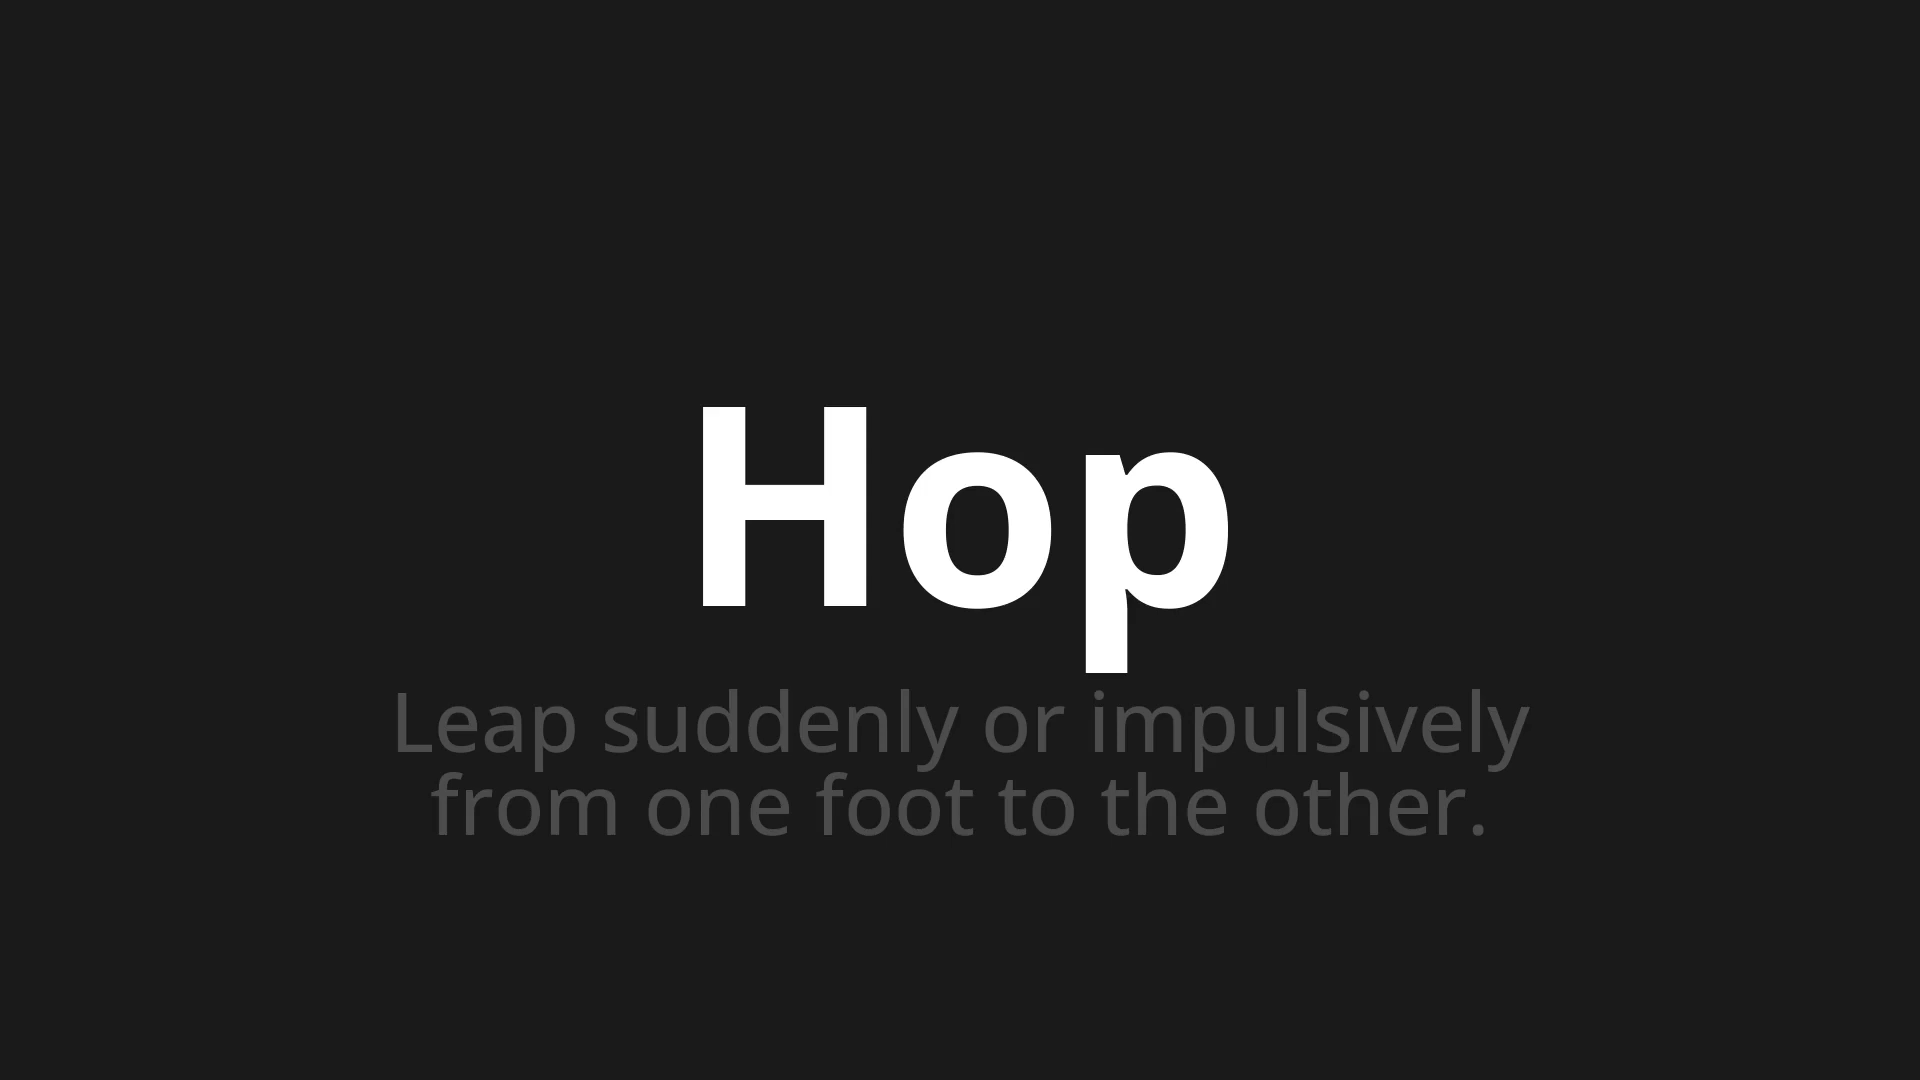 Hop
Leap suddenly or impulsively
from one foot to the other.